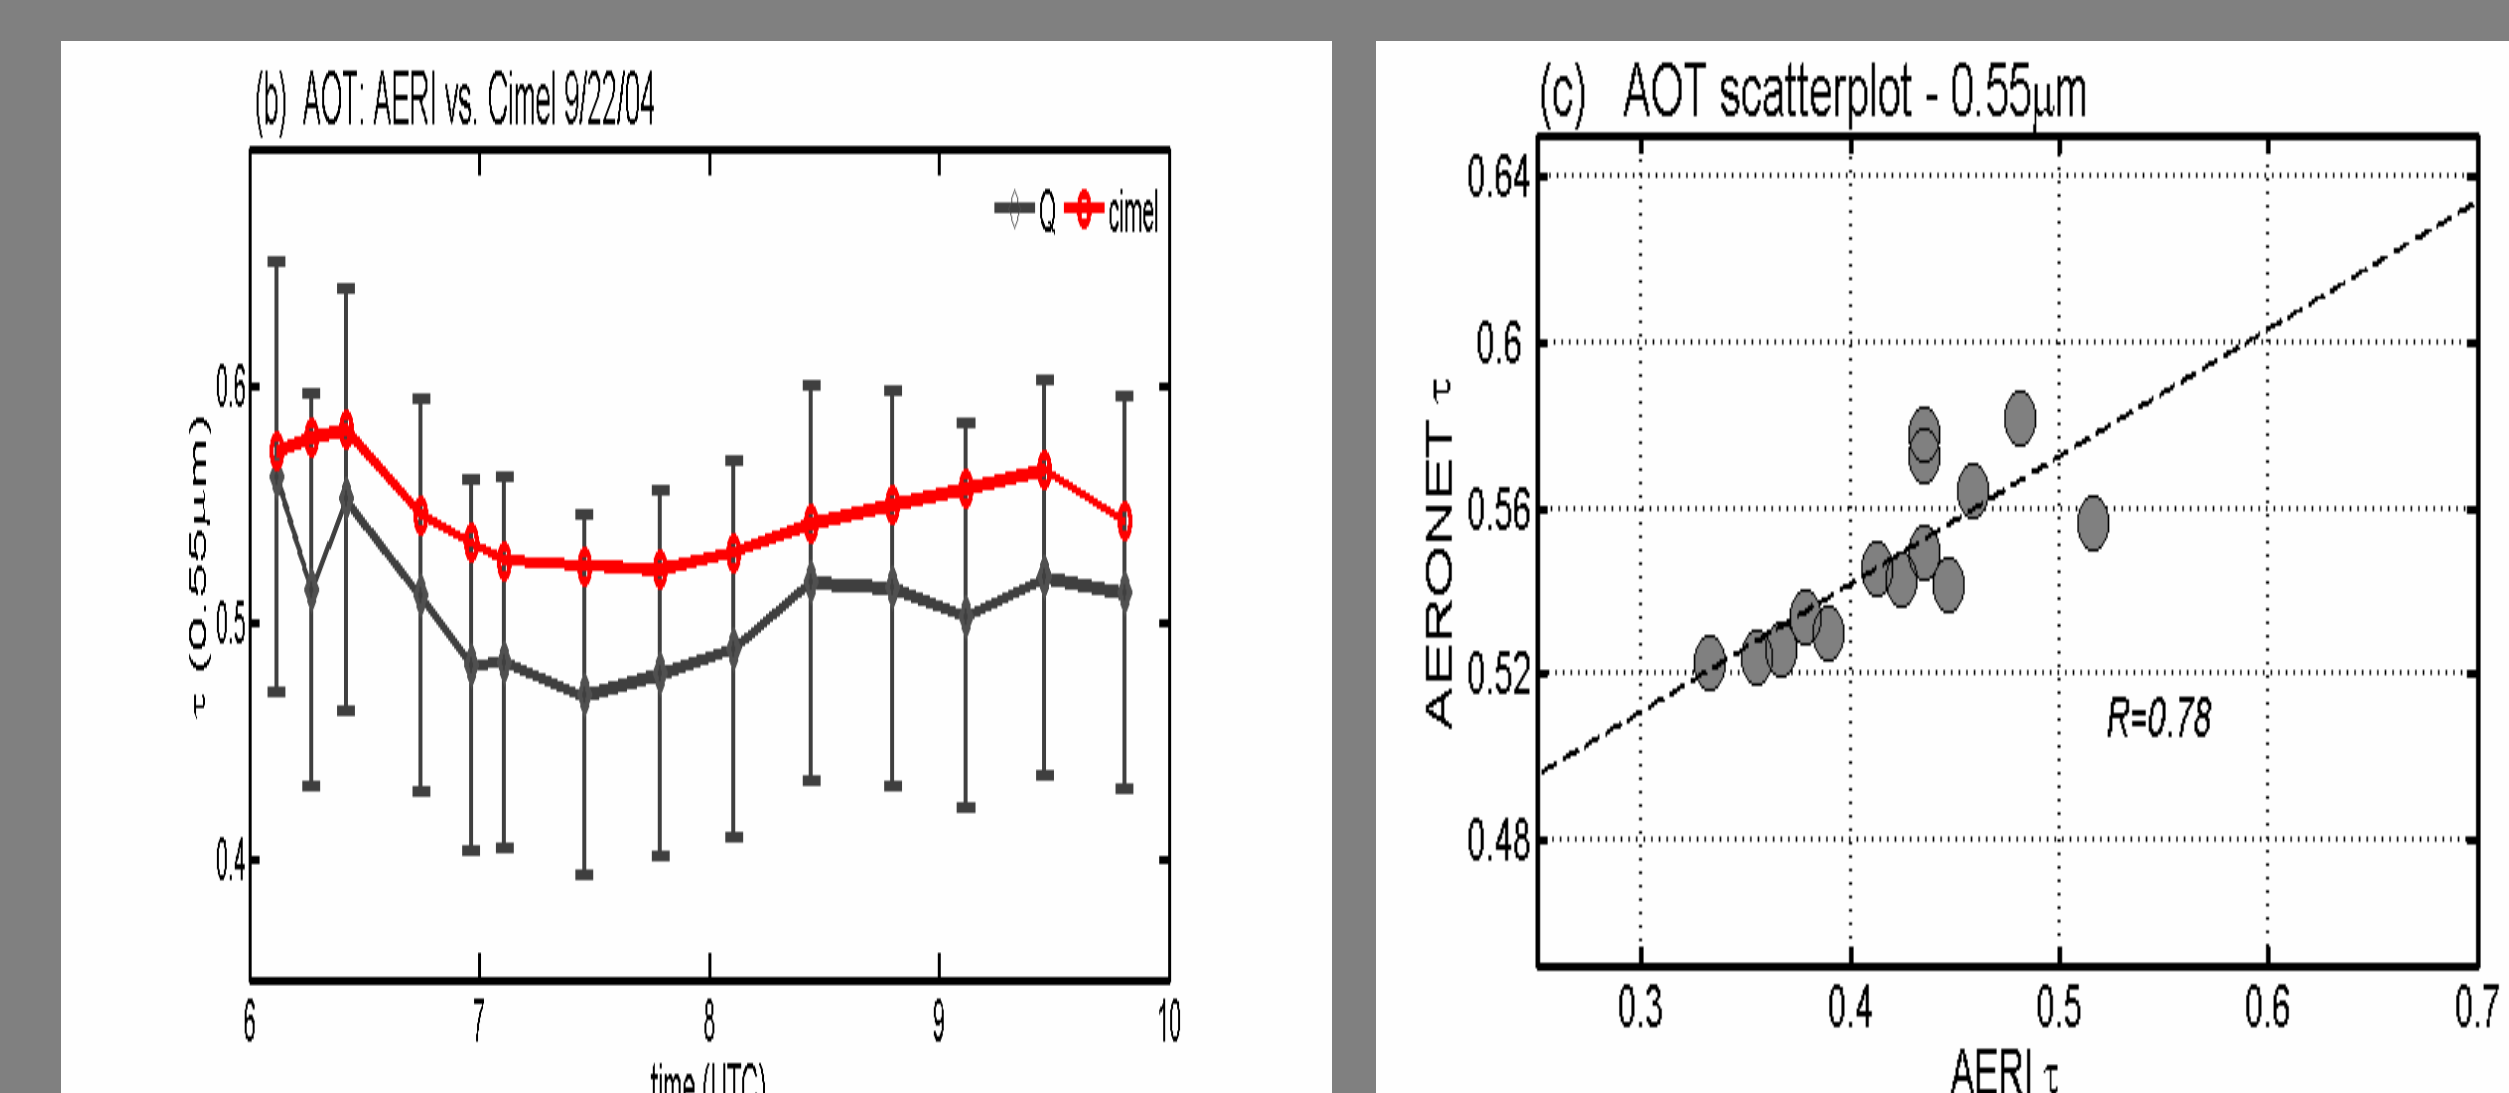 (b) AOT: AERI vs. Cimel 9/22/04
Q cimel
0.6
0.5
0.4
τ (0.55µm)
6 7 8 9 10
time (UTC)
(c) AOT scatterplot - 0.55µm
0.64
0.6
0.56
0.52
0.48
AERONET τ
R=0.78
0.3 0.4 0.5 0.6 0.7
AERI τ